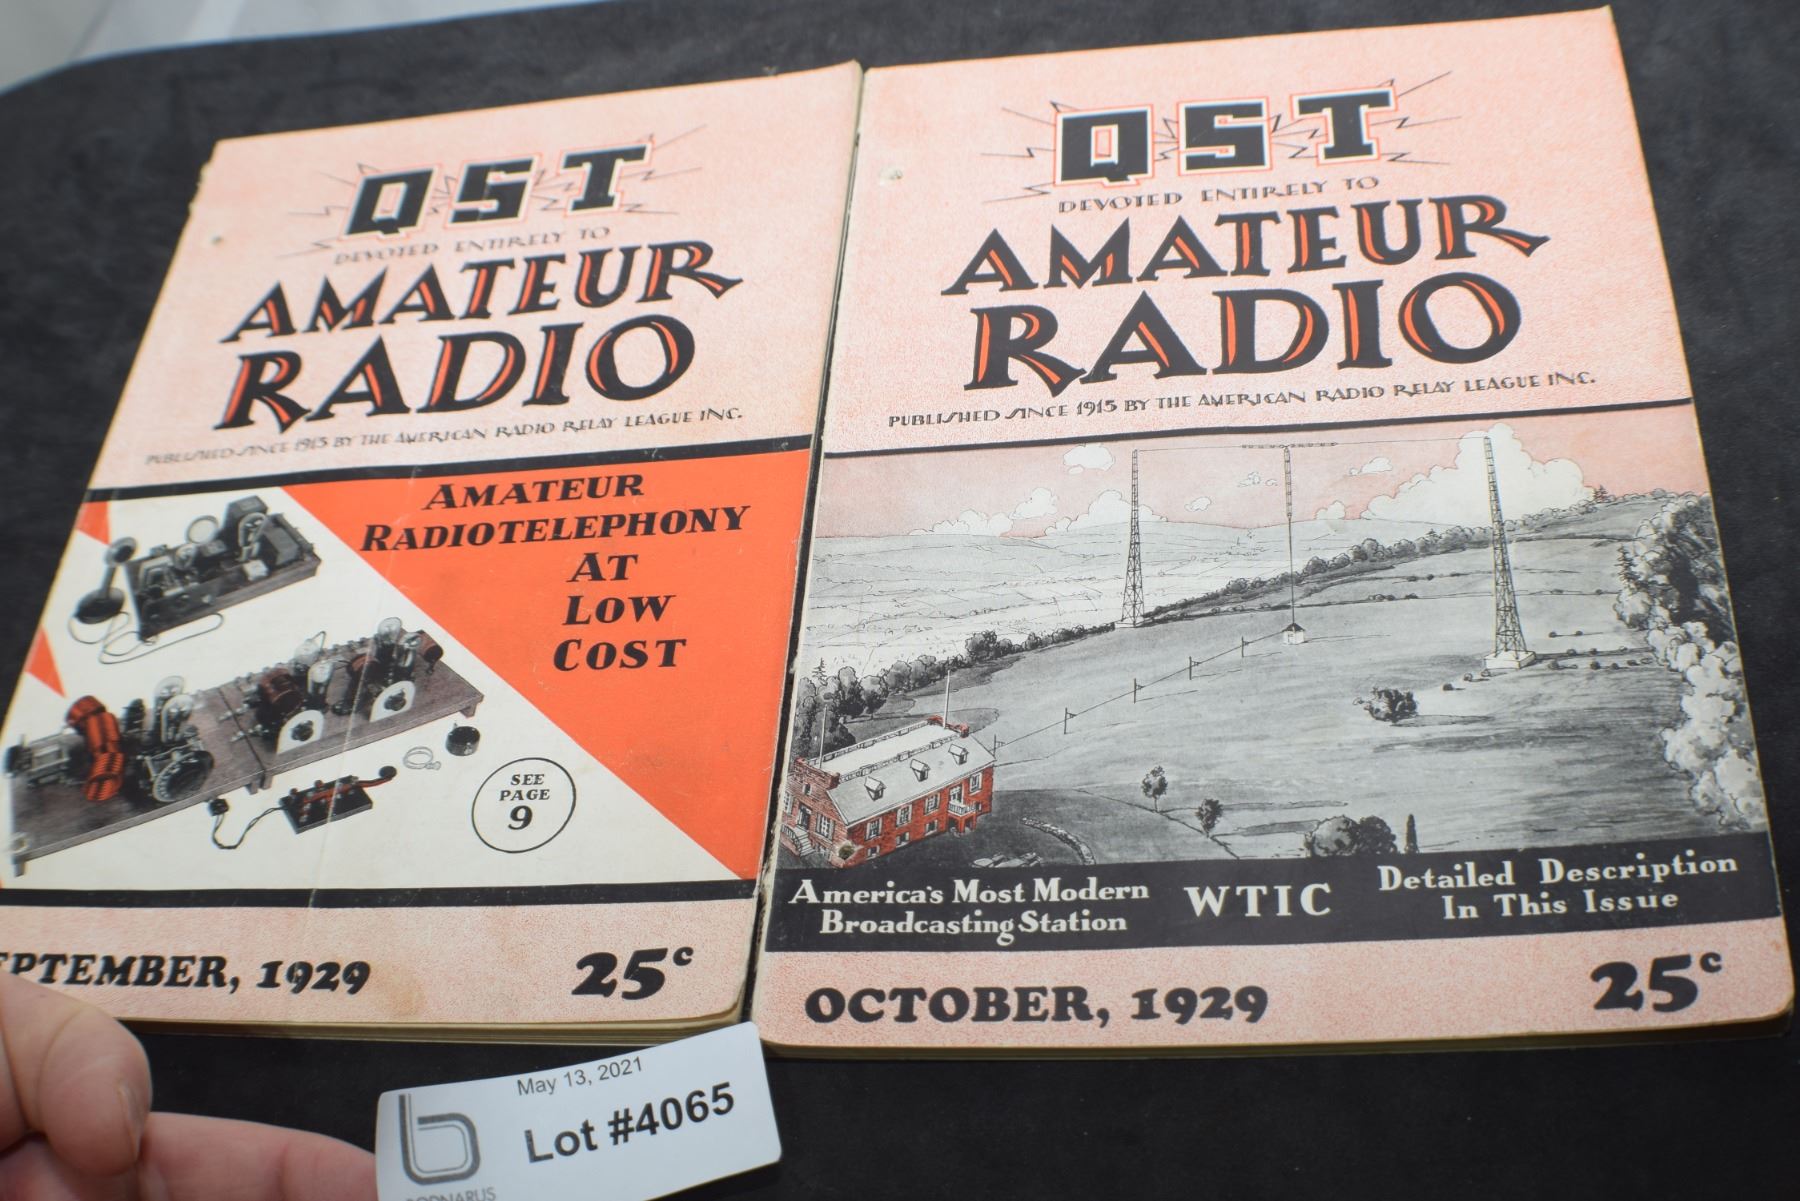 QST
DEVOTED ENTIRELY TO
AMATEUR
RADIO
PUBLISHED SINCE 1915 BY THE AMERICAN RADIO RELAY LEAGUE INC.
AMATEUR
RADIOTELEPHONY
AT
LOW
COST
SEE
PAGE
9
EPTEMBER, 1929
25c
QST
DEVOTED ENTIRELY TO
AMATEUR
RADIO
PUBLISHED SINCE 1915 BY THE AMERICAN RADIO RELAY LEAGUE INC.
America's Most Modern
Broadcasting Station
WTIC
Detailed Description
In This Issue
OCTOBER, 1929
25c
May 13, 2021
Lot #4065
BODNARUS